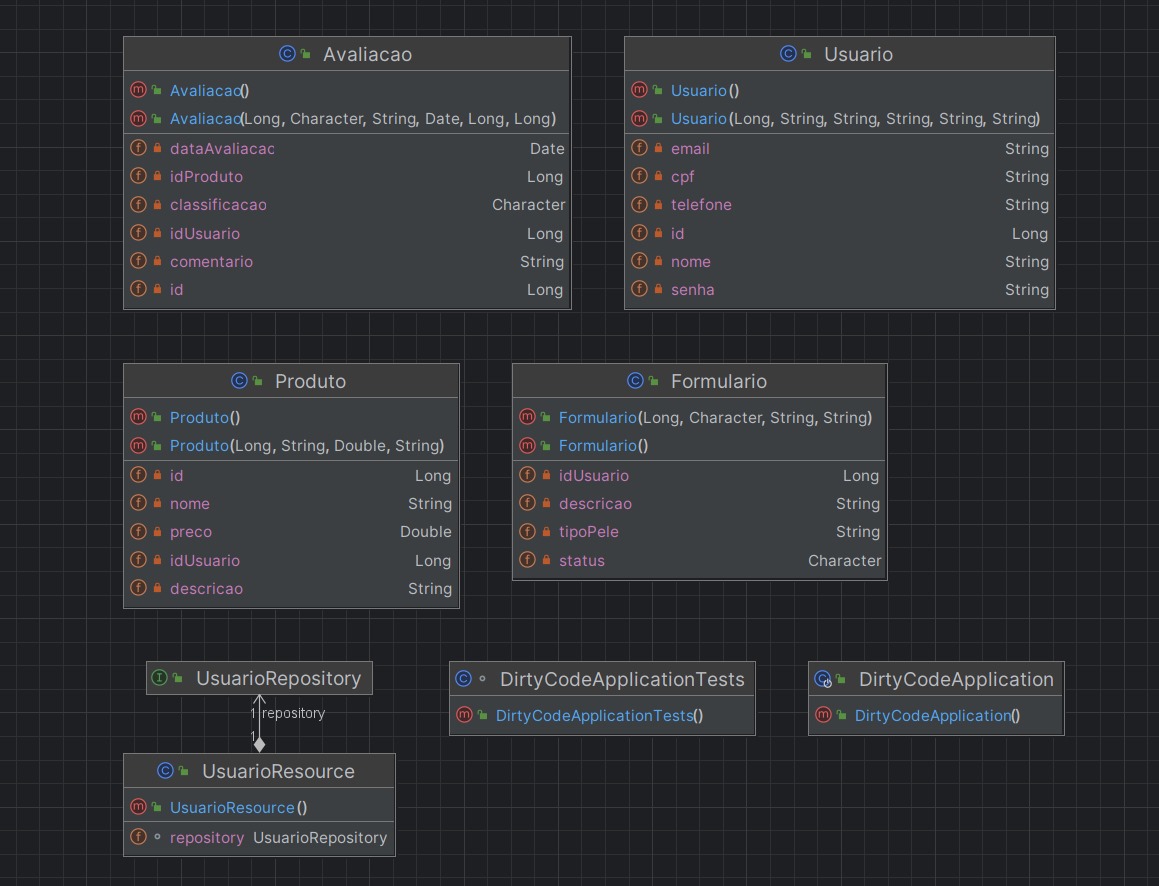 Avaliacao
Avaliacao()
Avaliacao(Long, Character, String, Date, Long, Long)
dataAvaliacao Date
idProduto Long
classificacao Character
idUsuario Long
comentario String
id Long
Usuario
Usuario()
Usuario(Long, String, String, String, String, String)
email String
cpf String
telefone String
id Long
nome String
senha String
Produto
Produto()
Produto(Long, String, Double, String)
id Long
nome String
preco Double
idUsuario Long
descricao String
Formulario
Formulario(Long, Character, String, String)
Formulario()
idUsuario Long
descricao String
tipoPele String
status Character
UsuarioRepository
1 repository
1
UsuarioResource
UsuarioResource()
repository UsuarioRepository
DirtyCodeApplicationTests
DirtyCodeApplicationTests()
DirtyCodeApplication
DirtyCodeApplication()